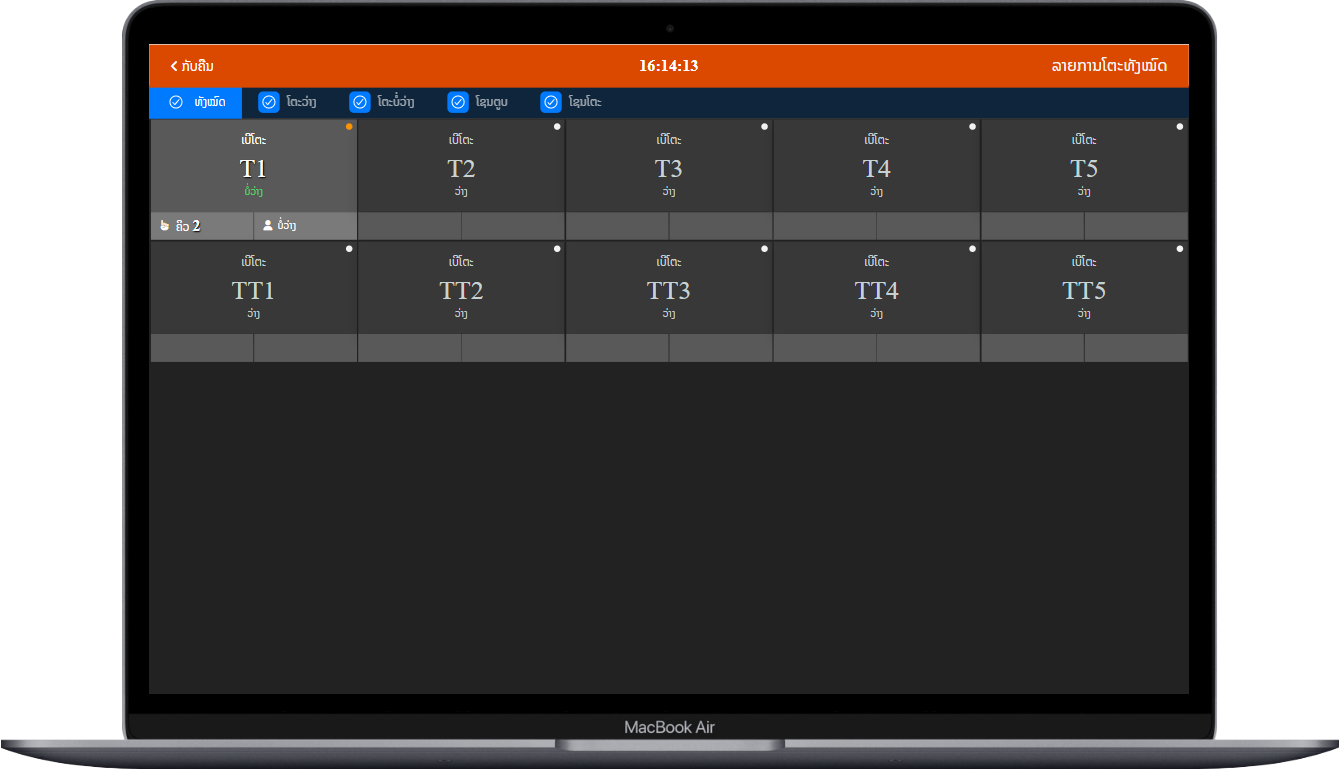 ກັບຄືນ 16:14:13 ລາຍການໂຕະທັງໝົດ
ທັງໝົດ ໂຕະວ່າງ ໂຕະບໍ່ວ່າງ ໂຊນຕູບ ໂຊນໂຕະ
ເບີໂຕະ ເບີໂຕະ ເບີໂຕະ ເບີໂຕະ ເບີໂຕະ
T1 T2 T3 T4 T5
ບໍ່ວ່າງ ວ່າງ ວ່າງ ວ່າງ ວ່າງ
ຄິວ 2 ບໍ່ວ່າງ
ເບີໂຕະ ເບີໂຕະ ເບີໂຕະ ເບີໂຕະ ເບີໂຕະ
TT1 TT2 TT3 TT4 TT5
ວ່າງ ວ່າງ ວ່າງ ວ່າງ ວ່າງ
MacBook Air